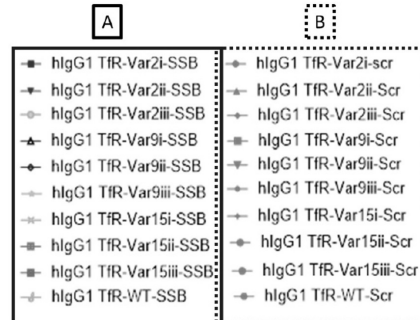 A
hIgG1 TfR-Var2i-SSB
hIgG1 TfR-Var2ii-SSB
hIgG1 TfR-Var2iii-SSB
hIgG1 TfR-Var9i-SSB
hIgG1 TfR-Var9ii-SSB
hIgG1 TfR-Var9iii-SSB
hIgG1 TfR-Var15i-SSB
hIgG1 TfR-Var15ii-SSB
hIgG1 TfR-Var15iii-SSB
hIgG1 TfR-WT-SSB
B
hIgG1 TfR-Var2i-scr
hIgG1 TfR-Var2ii-Scr
hIgG1 TfR-Var2iii-Scr
hIgG1 TfR-Var9i-Scr
hIgG1 TfR-Var9ii-Scr
hIgG1 TfR-Var9iii-Scr
hIgG1 TfR-Var15i-Scr
hIgG1 TfR-Var15ii-Scr
hIgG1 TfR-Var15iii-Scr
hIgG1 TfR-WT-Scr